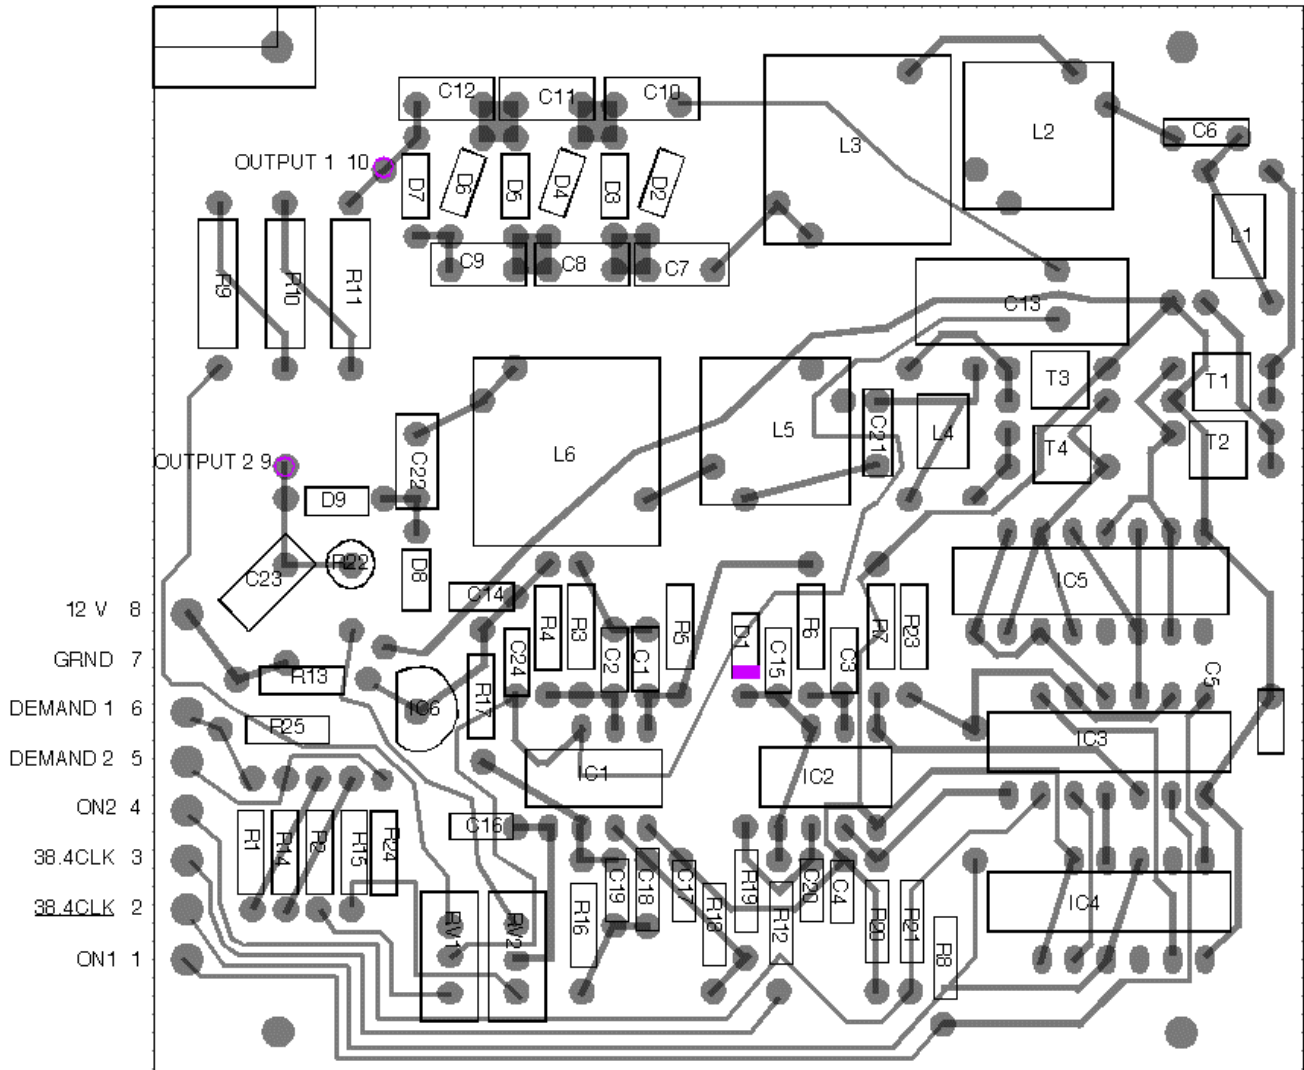 C12
C11
C10
L3
L2
C6
OUTPUT 1 10
D7
D6
D5
D4
D3
D2
L1
C9
C8
C7
R9
R10
R11
C13
T3
T1
L6
L5
C21
L4
T4
T2
OUTPUT 2 9
C22
D9
C23
R22
D8
C14
IC5
12 V 8
R4
R3
C2
C1
R5
D1
C15
R6
C3
R7
R23
GRND 7
R13
C24
C5
DEMAND 1 6
R25
IC6
R17
IC3
DEMAND 2 5
IC1
IC2
ON2 4
C16
38.4CLK 3
R1
R14
R2
R15
R24
C19
C18
C17
R19
C20
C4
38.4CLK 2
RV1
RV2
R16
R18
R12
R20
R21
IC4
ON1 1
R8